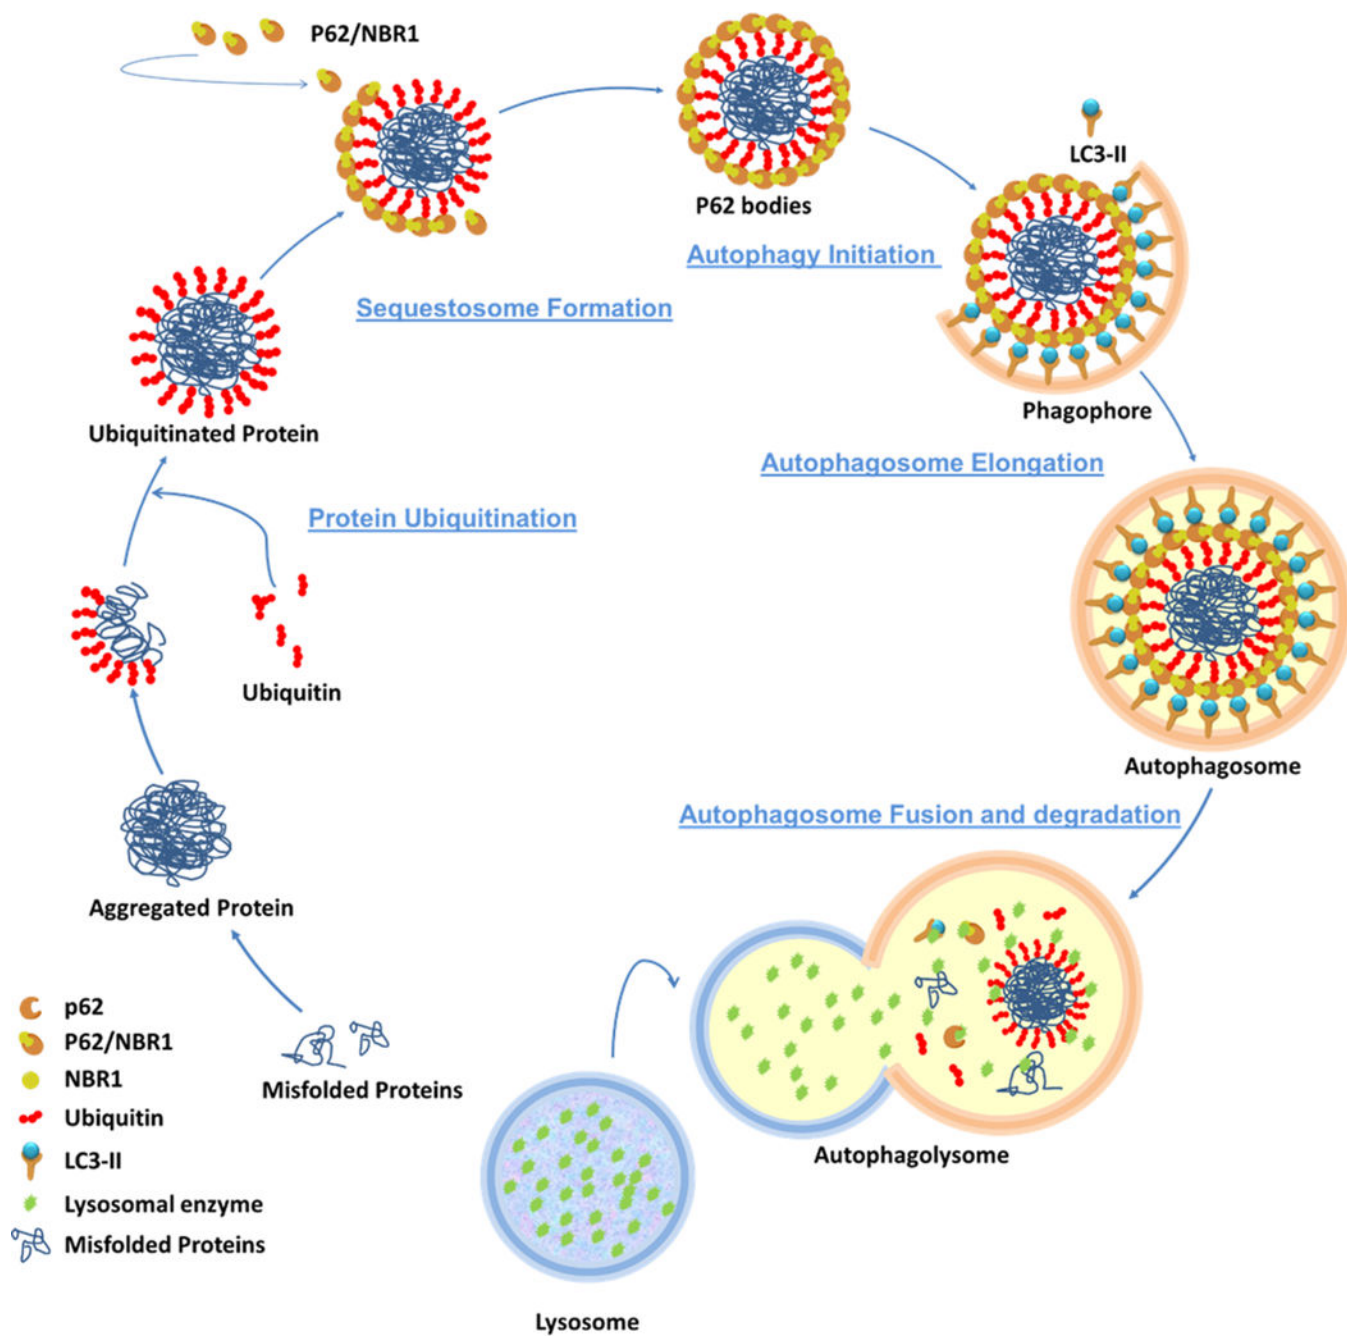 P62/NBR1
LC3-II
P62 bodies
Autophagy Initiation
Sequestosome Formation
Phagophore
Ubiquitinated Protein
Autophagosome Elongation
Protein Ubiquitination
Ubiquitin
Autophagosome
Autophagosome Fusion and degradation
Aggregated Protein
p62
P62/NBR1
NBR1
Ubiquitin
LC3-II
Lysosomal enzyme
Misfolded Proteins
Misfolded Proteins
Autophagolysome
Lysosome